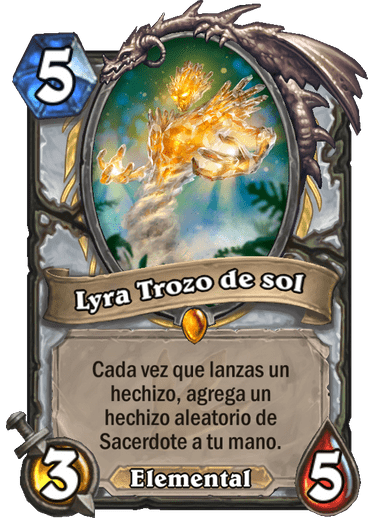 5
Lyra Trozo de sol
Cada vez que lanzas un
hechizo, agrega un
hechizo aleatorio de
Sacerdote a tu mano.
3
Elemental
5